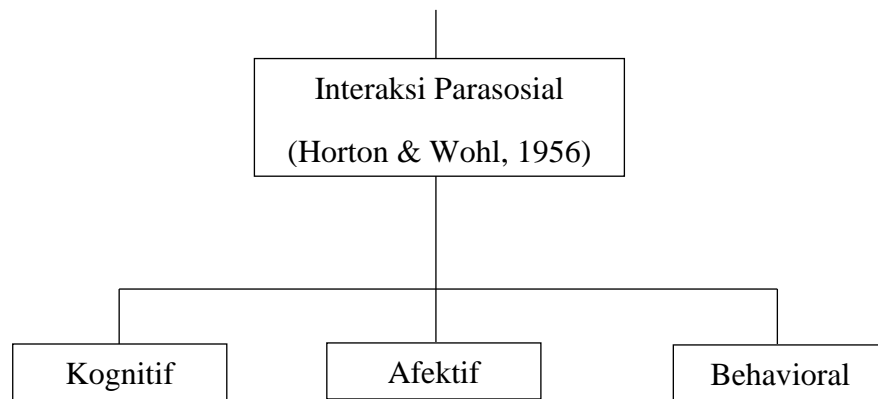 Interaksi Parasosial
(Horton & Wohl, 1956)
Kognitif
Afektif
Behavioral